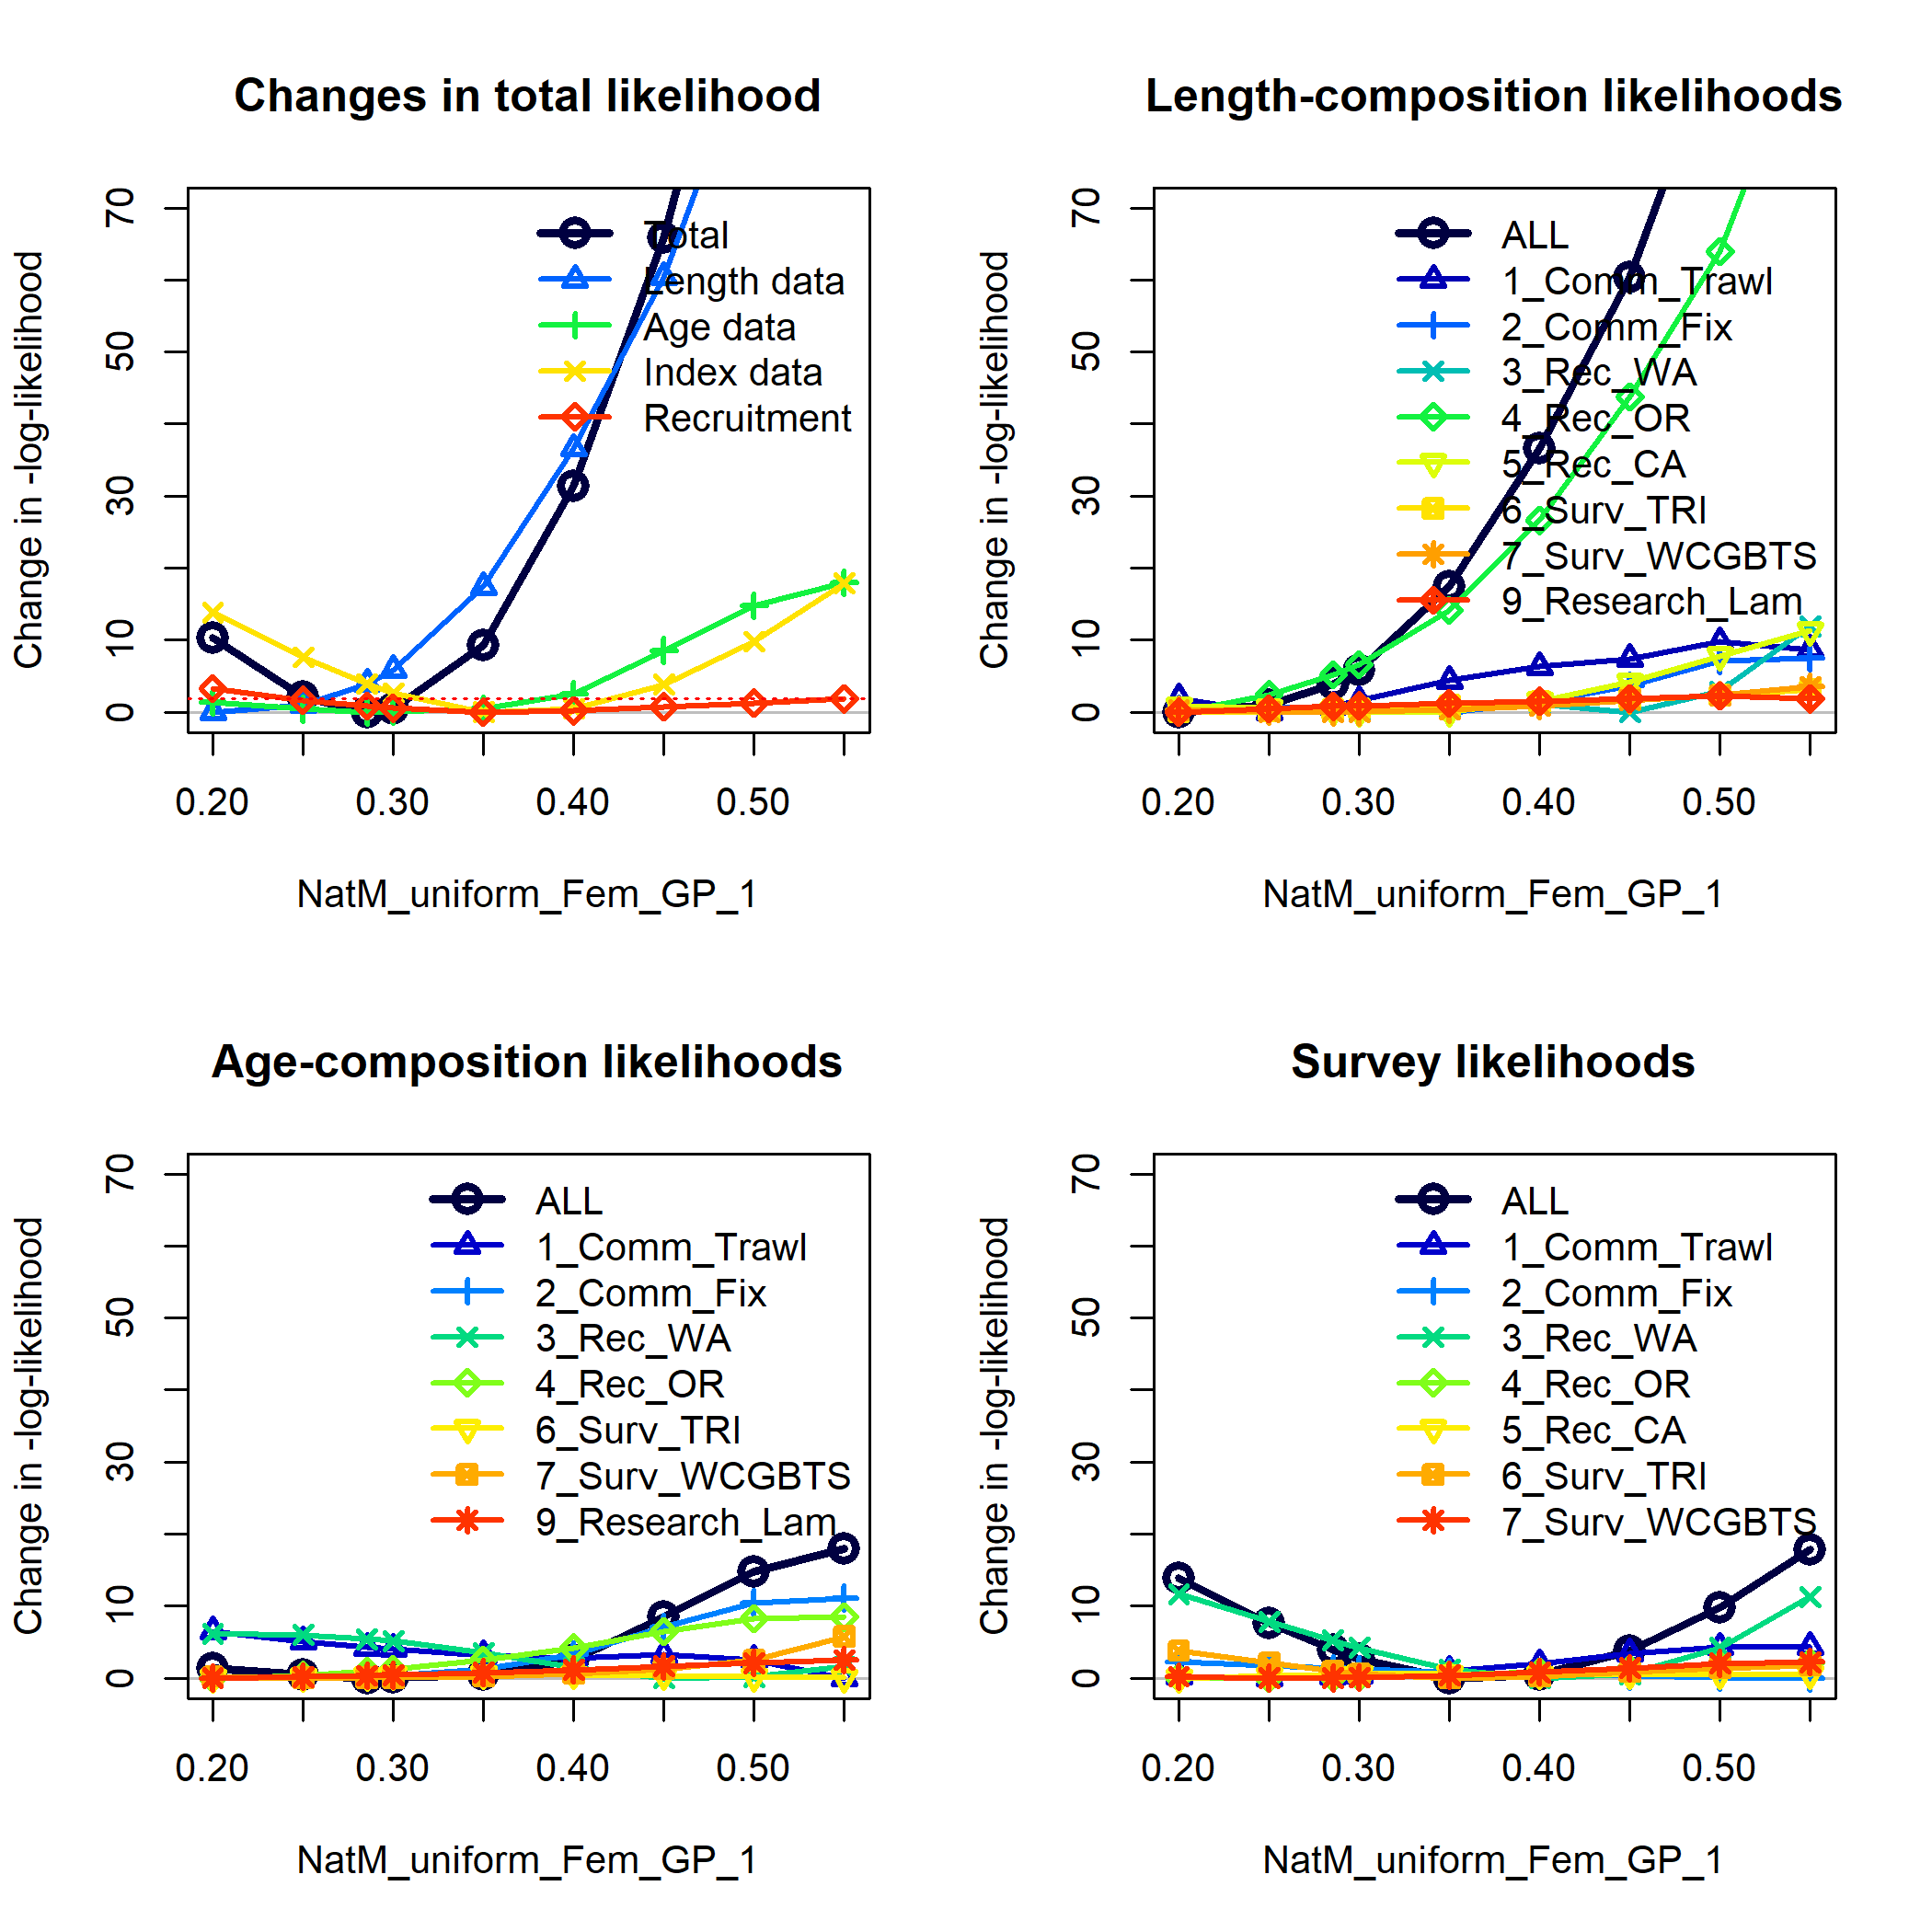 Changes in total likelihood
Change in -log-likelihood
0 10 30 50 70
Total
Length data
Age data
Index data
Recruitment
0.20 0.30 0.40 0.50
NatM_uniform_Fem_GP_1
Length-composition likelihoods
Change in -log-likelihood
0 10 30 50 70
ALL
1_Comm_Trawl
2_Comm_Fix
3_Rec_WA
4_Rec_OR
5_Rec_CA
6_Surv_TRI
7_Surv_WCGBTS
9_Research_Lam
0.20 0.30 0.40 0.50
NatM_uniform_Fem_GP_1
Age-composition likelihoods
Change in -log-likelihood
0 10 30 50 70
ALL
1_Comm_Trawl
2_Comm_Fix
3_Rec_WA
4_Rec_OR
6_Surv_TRI
7_Surv_WCGBTS
9_Research_Lam
0.20 0.30 0.40 0.50
NatM_uniform_Fem_GP_1
Survey likelihoods
Change in -log-likelihood
0 10 30 50 70
ALL
1_Comm_Trawl
2_Comm_Fix
3_Rec_WA
4_Rec_OR
5_Rec_CA
6_Surv_TRI
7_Surv_WCGBTS
0.20 0.30 0.40 0.50
NatM_uniform_Fem_GP_1